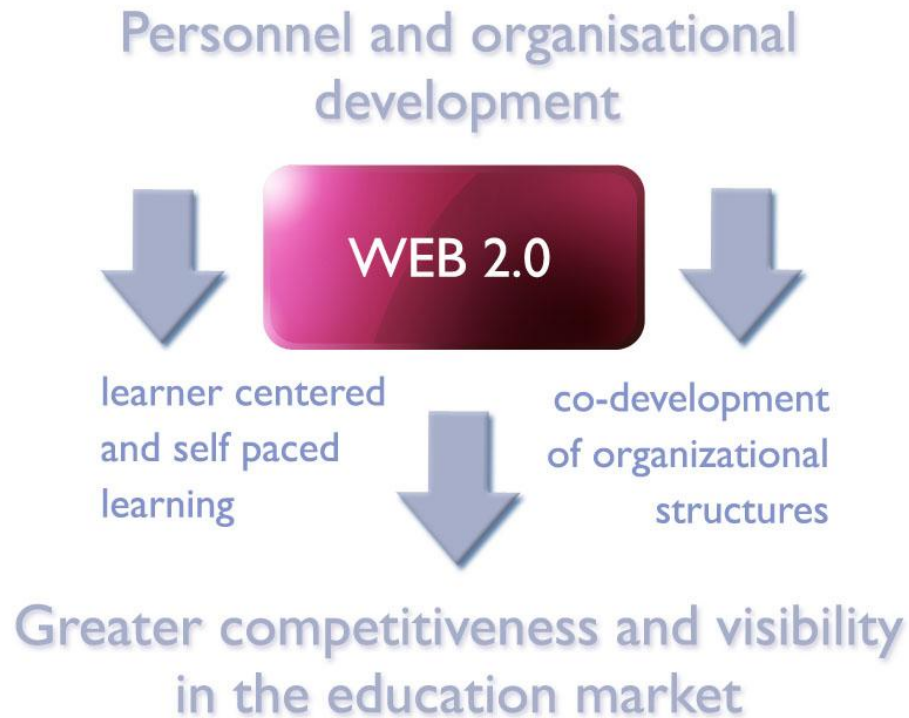 Personnel and organisational
development
WEB 2.0
learner centered
and self paced
learning
co-development
of organizational
structures
Greater competitiveness and visibility
in the education market